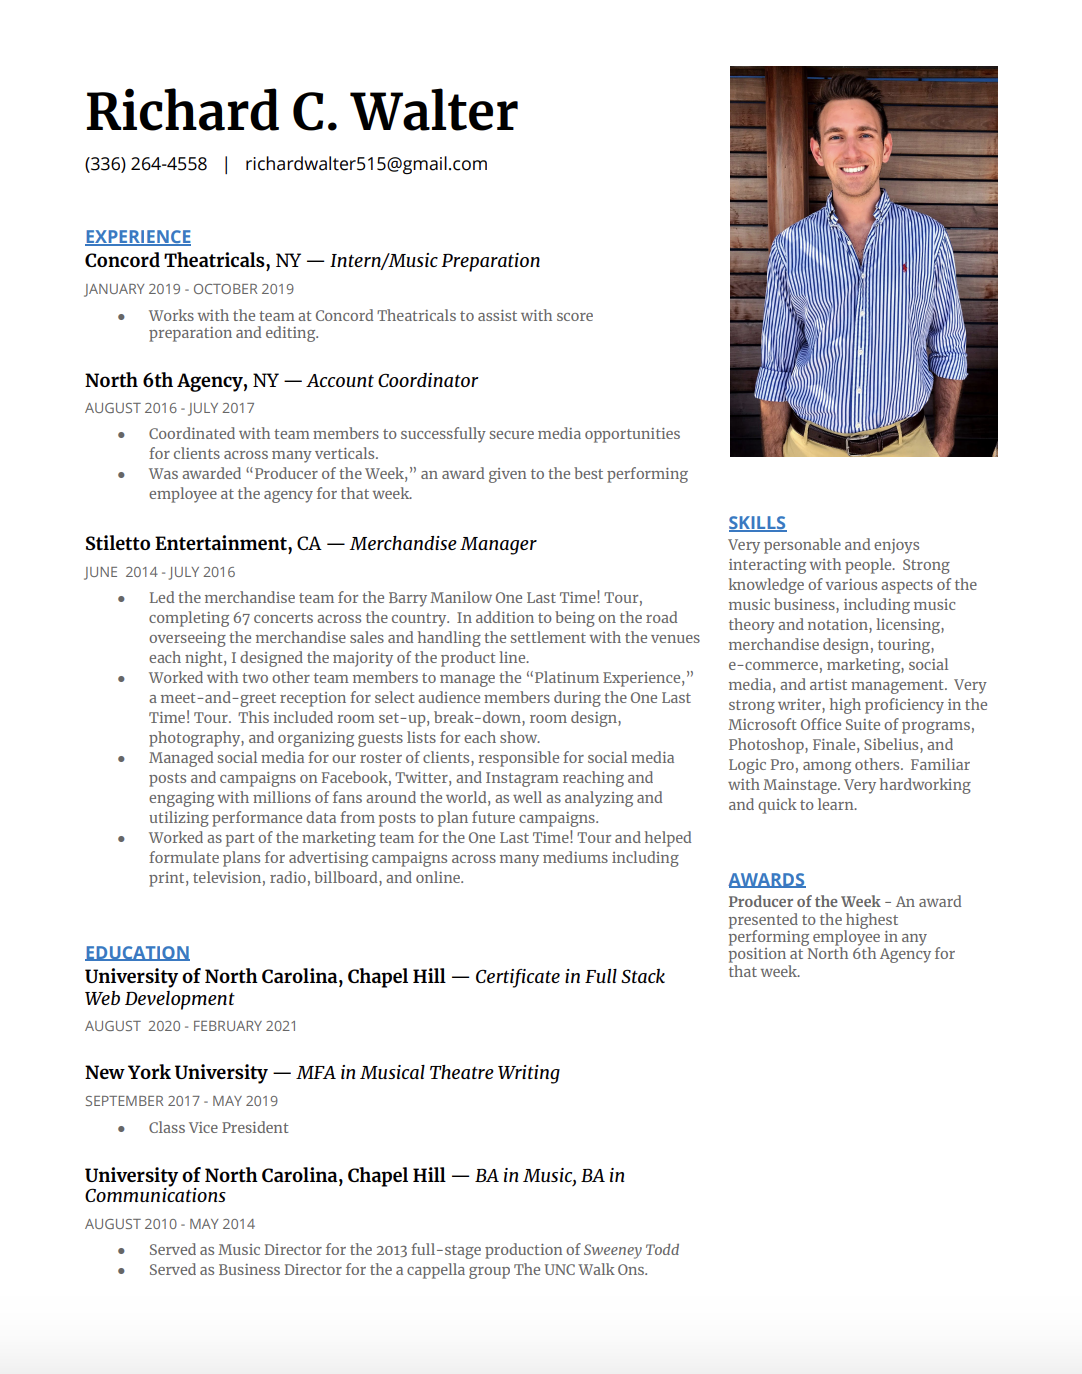 Richard C. Walter
(336) 264-4558 | richardwalter515@gmail.com
EXPERIENCE
Concord Theatricals, NY — Intern/Music Preparation
JANUARY 2019 - OCTOBER 2019
● Works with the team at Concord Theatricals to assist with score
preparation and editing.
North 6th Agency, NY — Account Coordinator
AUGUST 2016 - JULY 2017
● Coordinated with team members to successfully secure media opportunities
for clients across many verticals.
● Was awarded “Producer of the Week,” an award given to the best performing
employee at the agency for that week.
Stiletto Entertainment, CA — Merchandise Manager
JUNE 2014 - JULY 2016
● Led the merchandise team for the Barry Manilow One Last Time! Tour,
completing 67 concerts across the country. In addition to being on the road
overseeing the merchandise sales and handling the settlement with the venues
each night, I designed the majority of the product line.
● Worked with two other team members to manage the “Platinum Experience,”
a meet-and-greet reception for select audience members during the One Last
Time! Tour. This included room set-up, break-down, room design,
photography, and organizing guests lists for each show.
● Managed social media for our roster of clients, responsible for social media
posts and campaigns on Facebook, Twitter, and Instagram reaching and
engaging with millions of fans around the world, as well as analyzing and
utilizing performance data from posts to plan future campaigns.
● Worked as part of the marketing team for the One Last Time! Tour and helped
formulate plans for advertising campaigns across many mediums including
print, television, radio, billboard, and online.
EDUCATION
University of North Carolina, Chapel Hill — Certificate in Full Stack
Web Development
AUGUST 2020 - FEBRUARY 2021
New York University — MFA in Musical Theatre Writing
SEPTEMBER 2017 - MAY 2019
● Class Vice President
University of North Carolina, Chapel Hill — BA in Music, BA in
Communications
AUGUST 2010 - MAY 2014
● Served as Music Director for the 2013 full-stage production of Sweeney Todd
● Served as Business Director for the a cappella group The UNC Walk Ons.
SKILLS
Very personable and enjoys
interacting with people. Strong
knowledge of various aspects of the
music business, including music
theory and notation, licensing,
merchandise design, touring,
e-commerce, marketing, social
media, and artist management. Very
strong writer, high proficiency in the
Microsoft Office Suite of programs,
Photoshop, Finale, Sibelius, and
Logic Pro, among others. Familiar
with Mainstage. Very hardworking
and quick to learn.
AWARDS
Producer of the Week - An award
presented to the highest
performing employee in any
position at North 6th Agency for
that week.